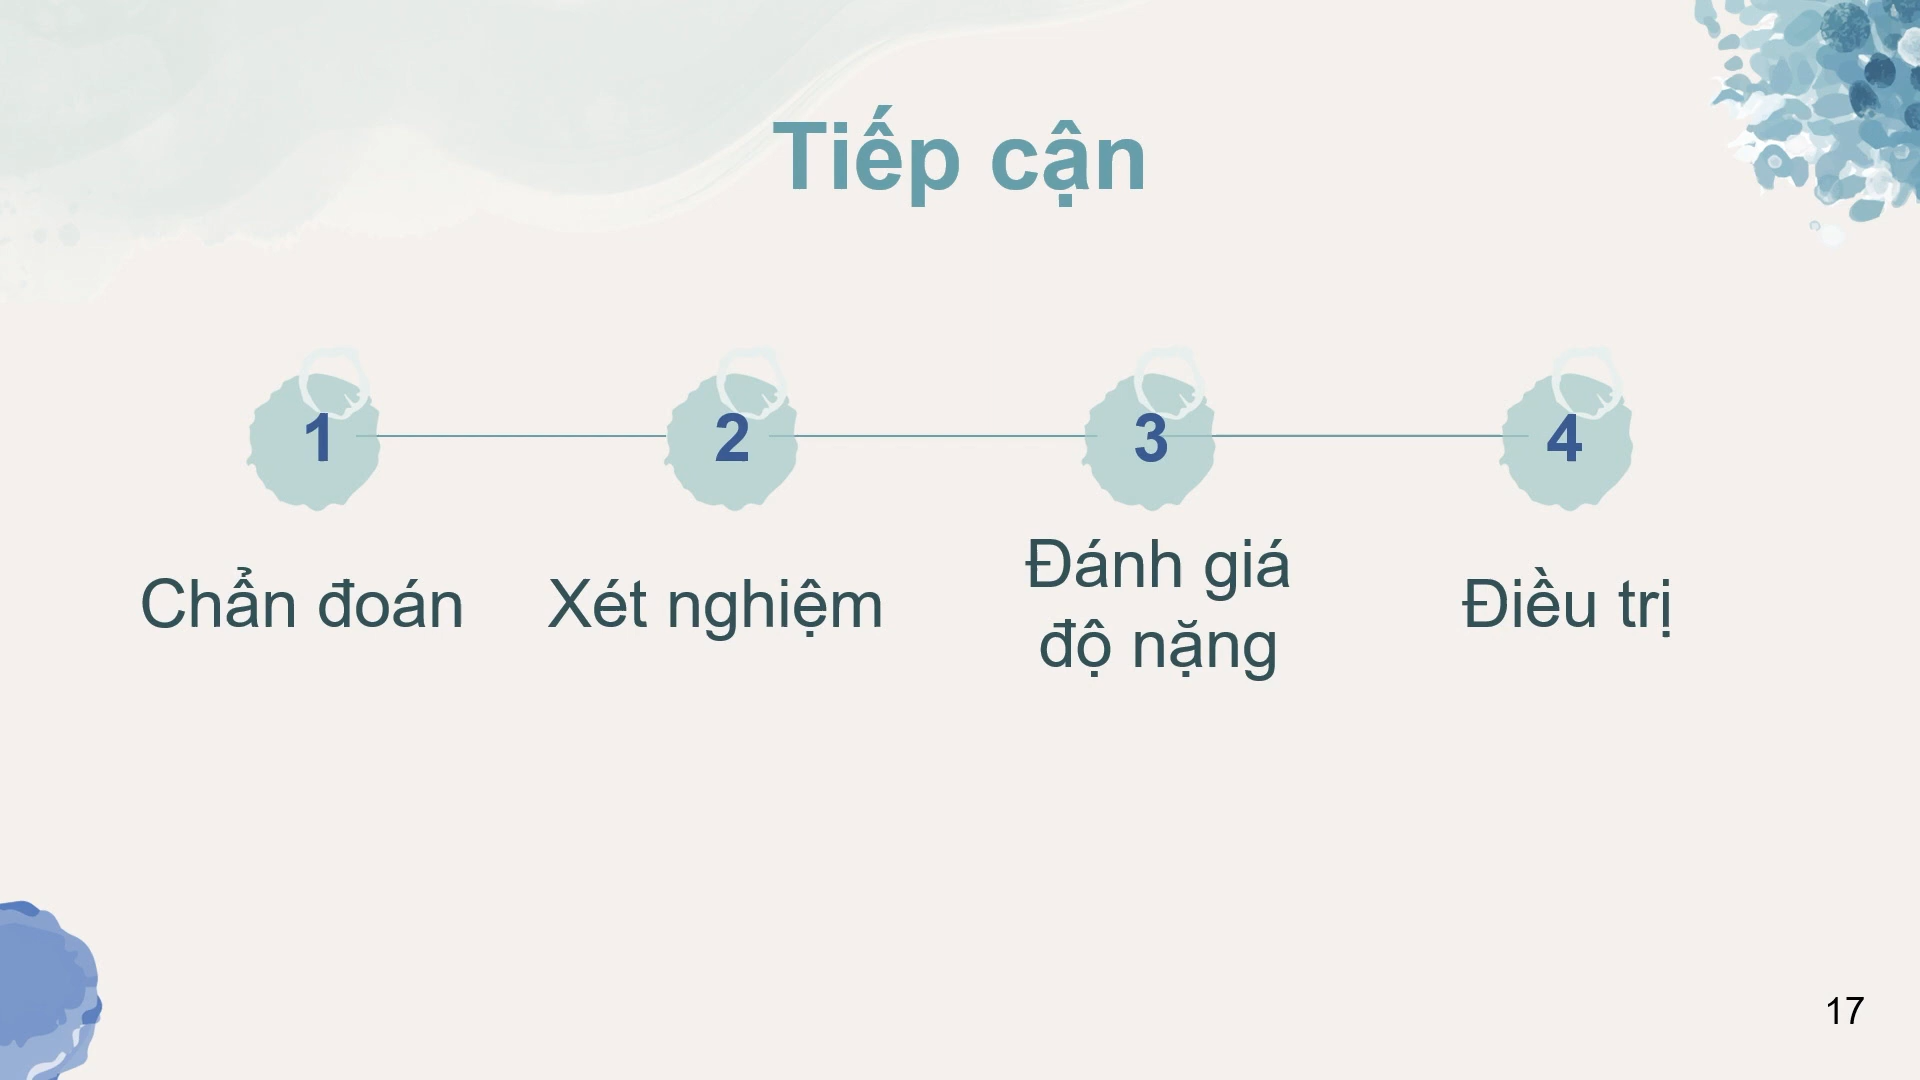 Tiếp cận
1
2
3
4
Chẩn đoán
Xét nghiệm
Đánh giá
độ nặng
Điều trị
17